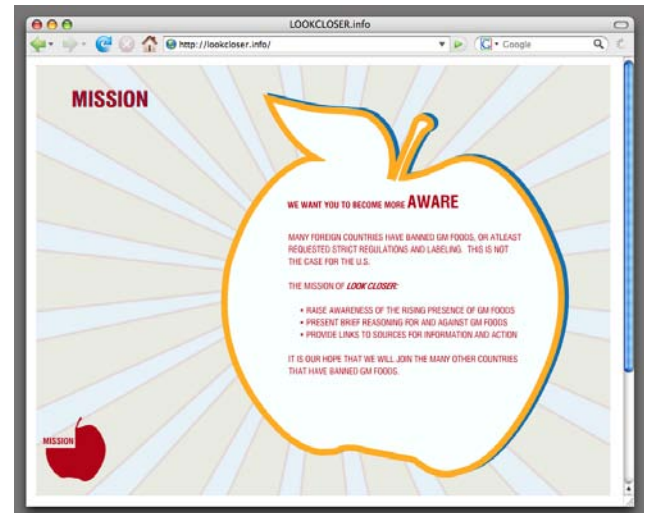 LOOKCLOSER.info
http://lookcloser.info/
Google
MISSION
WE WANT YOU TO BECOME MORE AWARE
MANY FOREIGN COUNTRIES HAVE BANNED GM FOODS, OR ATLEAST
REQUESTED STRICT REGULATIONS AND LABELING. THIS IS NOT
THE CASE FOR THE U.S.
THE MISSION OF LOOK CLOSER:
• RAISE AWARENESS OF THE RISING PRESENCE OF GM FOODS
• PRESENT BRIEF REASONING FOR AND AGAINST GM FOODS
• PROVIDE LINKS TO SOURCES FOR INFORMATION AND ACTION
IT IS OUR HOPE THAT WE WILL JOIN THE MANY OTHER COUNTRIES
THAT HAVE BANNED GM FOODS.
MISSION